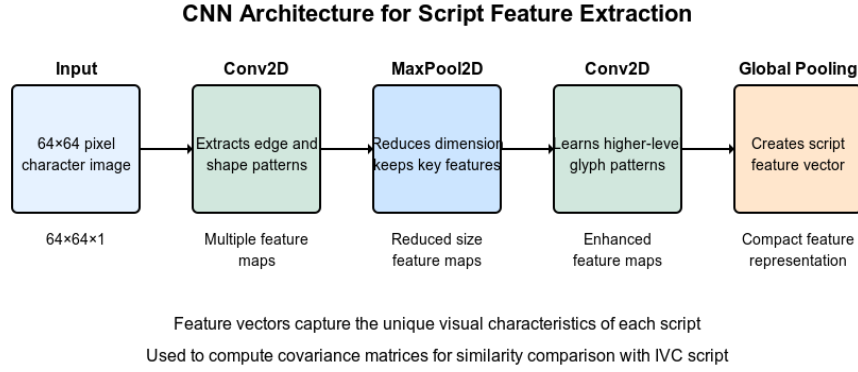 CNN Architecture for Script Feature Extraction
Input
64×64 pixel
character image
64×64×1
Conv2D
Extracts edge and
shape patterns
Multiple feature
maps
MaxPool2D
Reduces dimension
keeps key features
Reduced size
feature maps
Conv2D
Learns higher-leve
glyph patterns
Enhanced
feature maps
Global Pooling
Creates script
feature vector
Compact feature
representation
Feature vectors capture the unique visual characteristics of each script
Used to compute covariance matrices for similarity comparison with IVC script